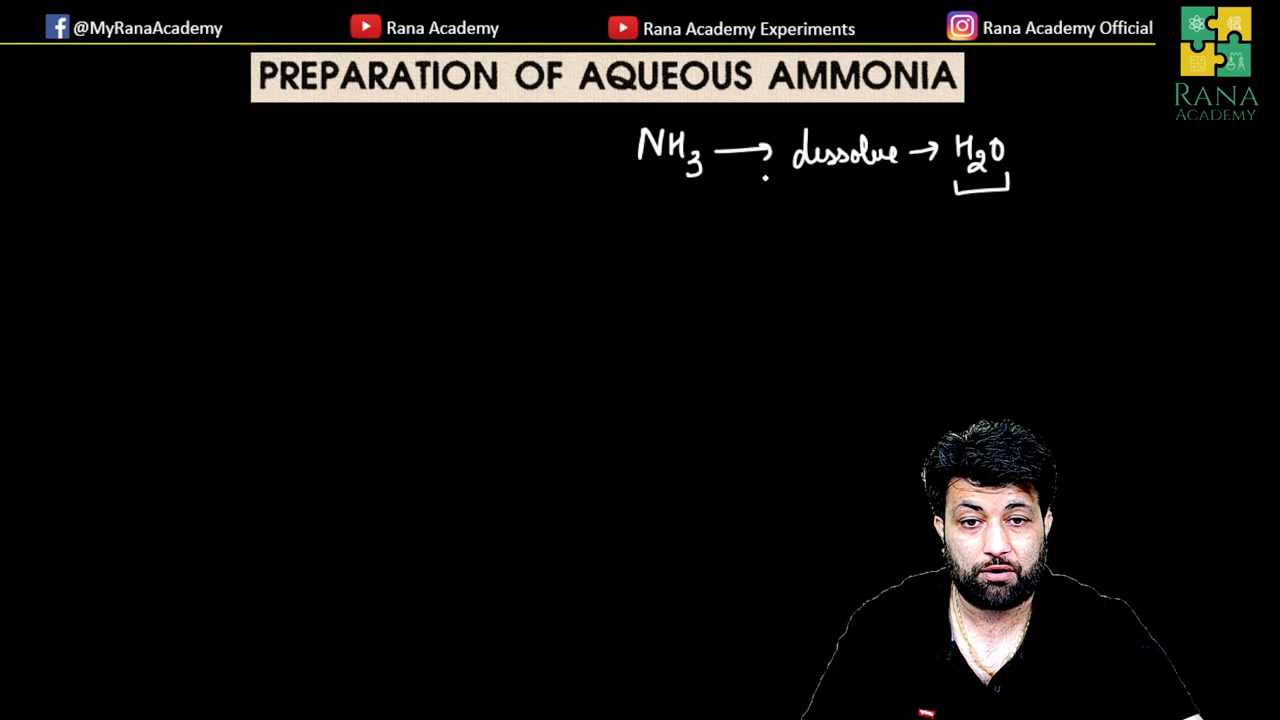 @MyRanaAcademy
Rana Academy
Rana Academy Experiments
Rana Academy Official
RANA
ACADEMY
PREPARATION OF AQUEOUS AMMONIA
NH3 → dissolve → H2O